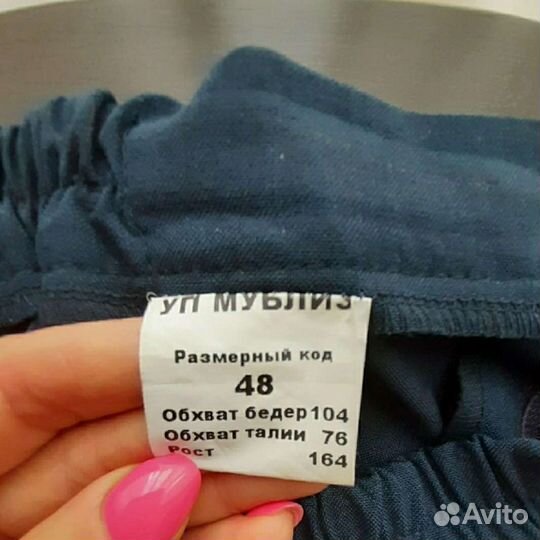 УП МУБЛИЗ
Размерный код
48
Обхват бедер 104
Обхват талии 76
Рост 164
Avito